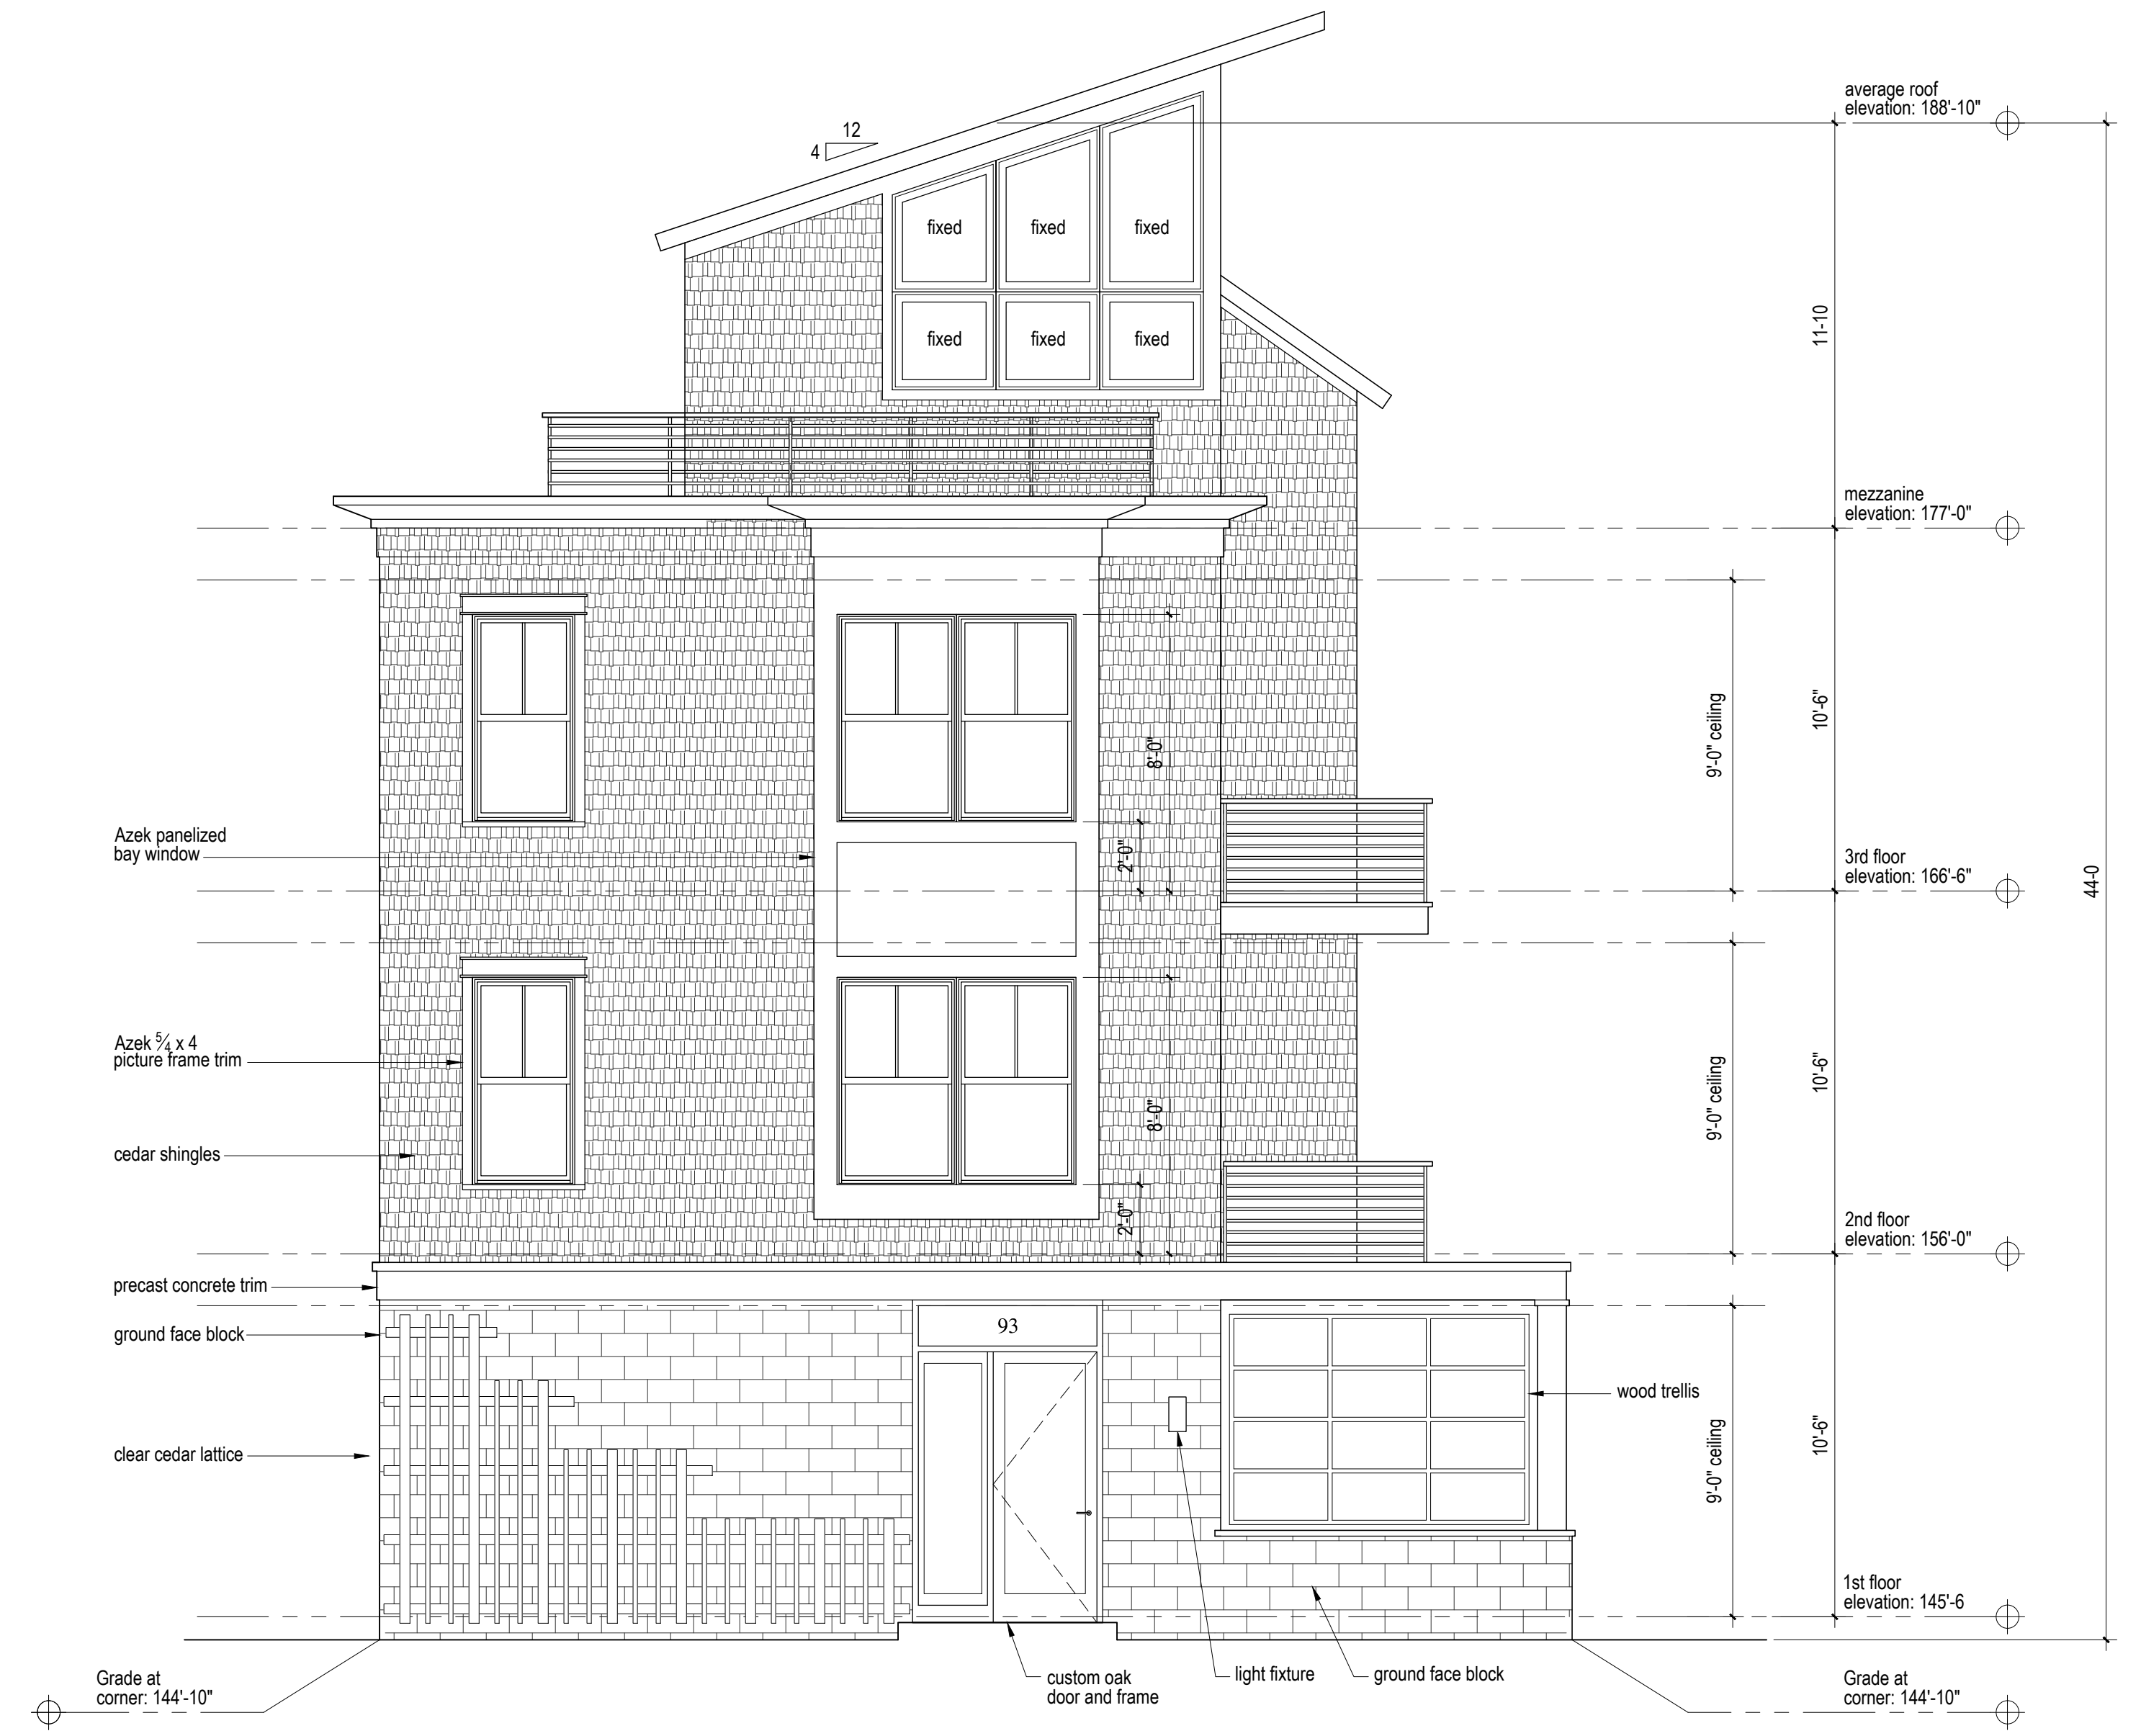 average roof
elevation: 188'-10"
12
4
fixed
fixed
fixed
fixed
fixed
fixed
11-10
mezzanine
elevation: 177'-0"
9'-0" ceiling
10'-6"
8'-0"
Azek panelized
bay window
2'-0"
3rd floor
elevation: 166'-6"
44-0
Azek 5⁄4 x 4
picture frame trim
9'-0" ceiling
10'-6"
8'-0"
cedar shingles
2'-0"
2nd floor
elevation: 156'-0"
precast concrete trim
ground face block
93
wood trellis
clear cedar lattice
9'-0" ceiling
10'-6"
1st floor
elevation: 145'-6
Grade at
corner: 144'-10"
custom oak
door and frame
light fixture
ground face block
Grade at
corner: 144'-10"